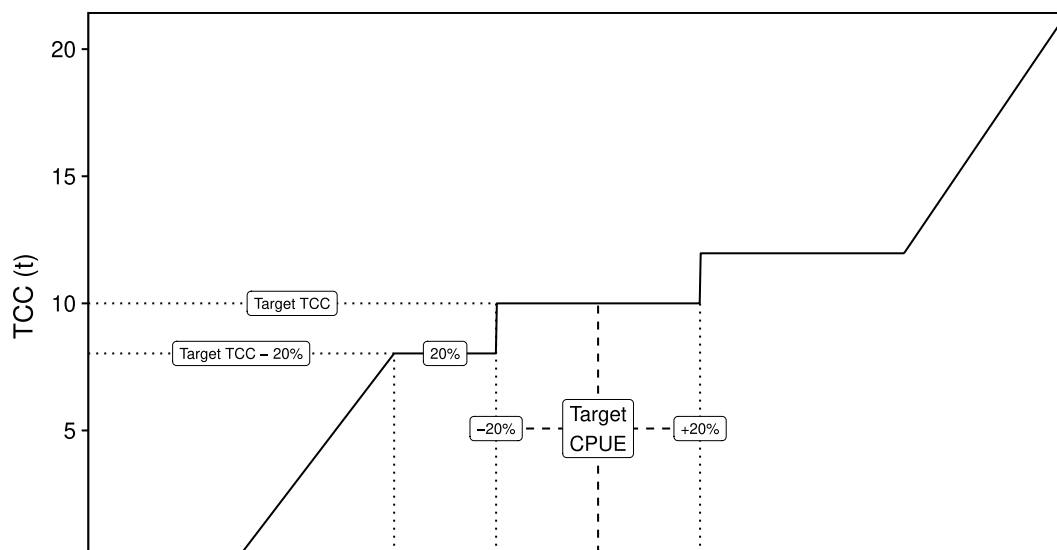 20
15
TCC (t)
10
Target TCC
Target TCC − 20%
20%
5
−20%
Target
CPUE
+20%